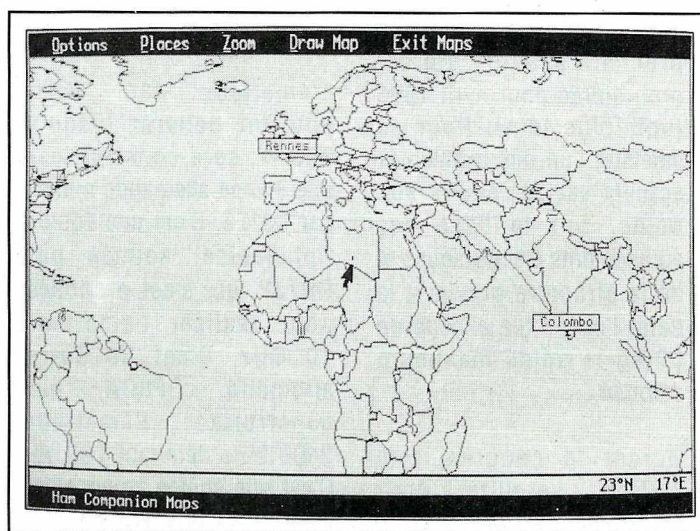 Options Places Zoom Draw Map Exit Maps
Rennes
Colombo
23°N 17°E
Ham Companion Maps